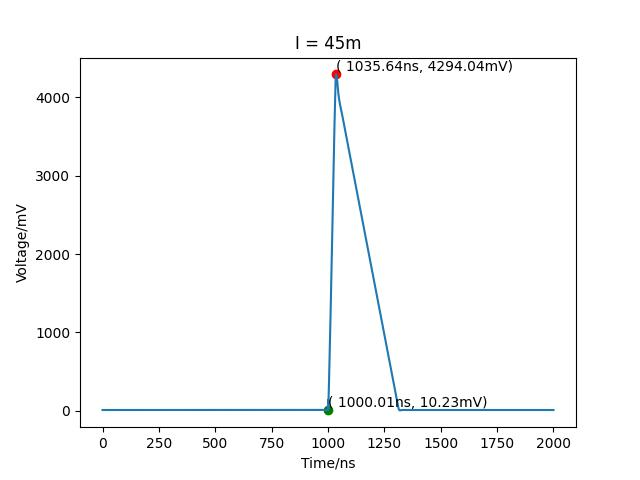 I = 45m
( 1035.64ns, 4294.04mV)
4000
3000
2000
1000
0
Voltage/mV
( 1000.01ns, 10.23mV)
0 250 500 750 1000 1250 1500 1750 2000
Time/ns